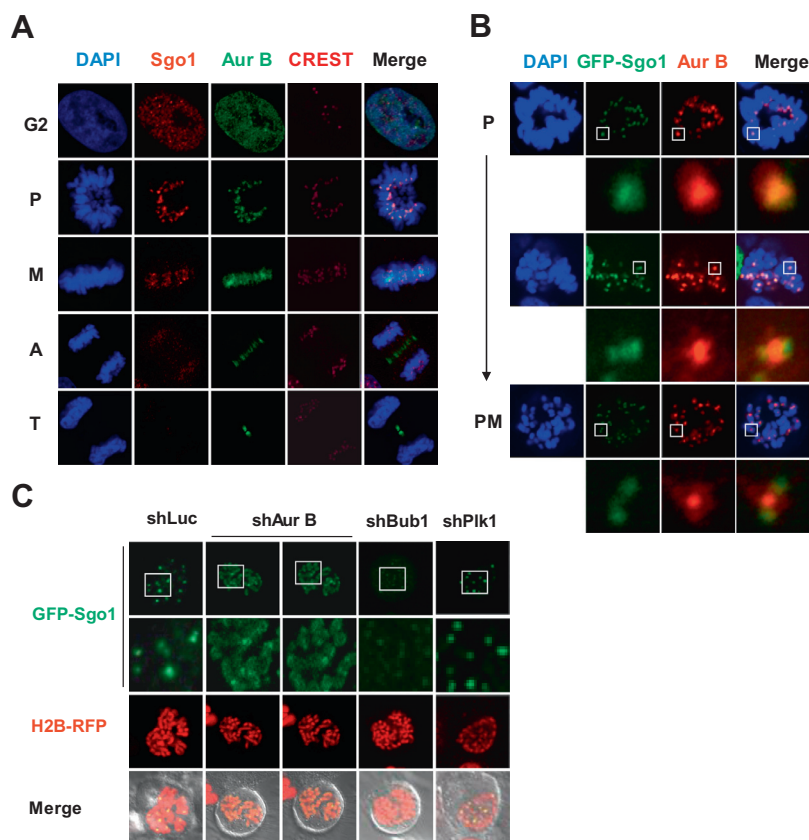 A
DAPI Sgo1 Aur B CREST Merge
G2
P
M
A
T
B
DAPI GFP-Sgo1 Aur B Merge
P
PM
C
shLuc shAur B shBub1 shPlk1
GFP-Sgo1
H2B-RFP
Merge